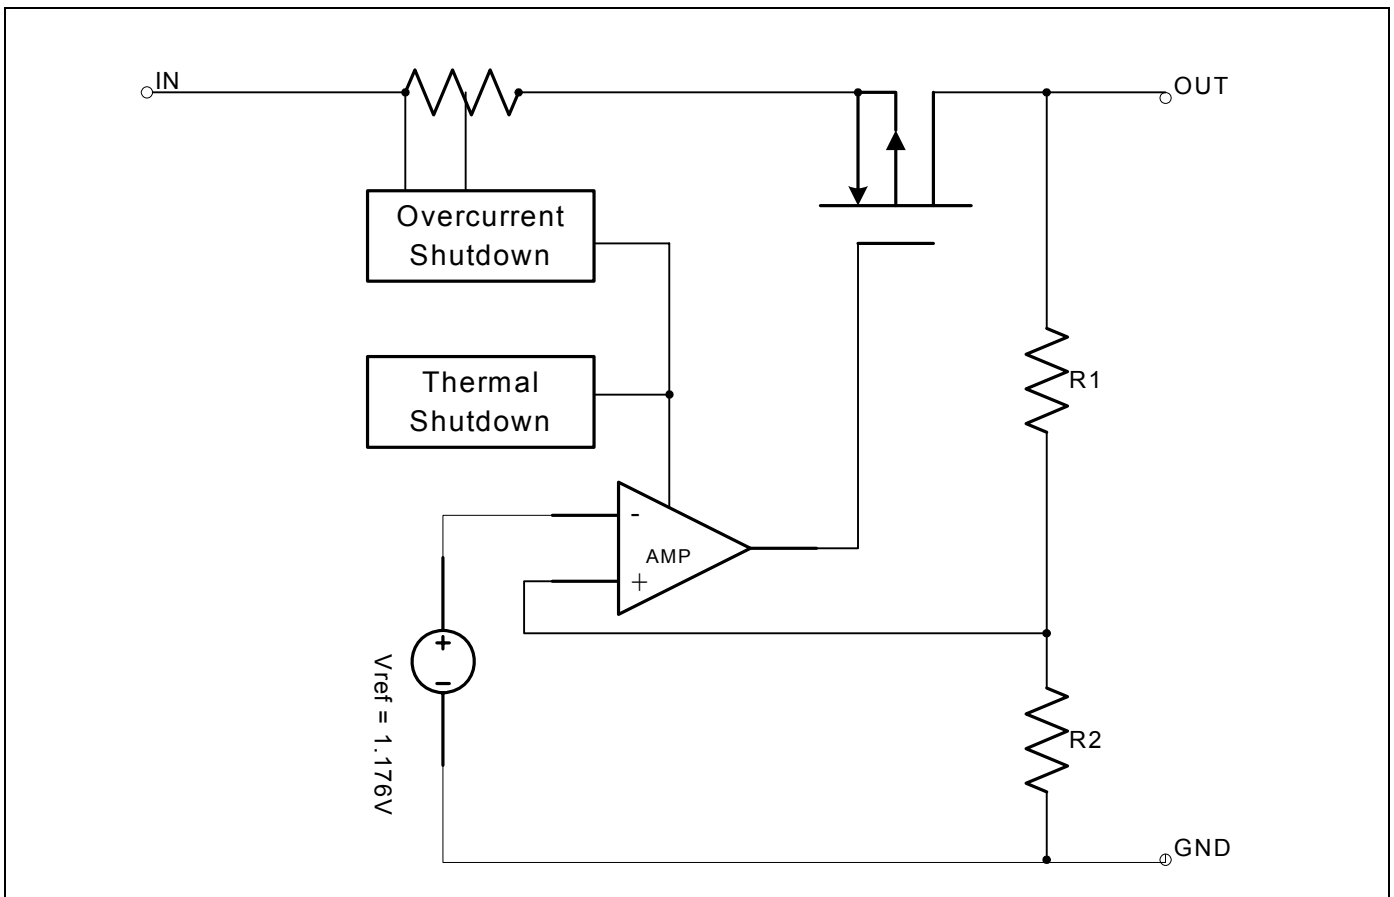 IN
OUT
Overcurrent
Shutdown
Thermal
Shutdown
R1
-
AMP
+
+
–
Vref = 1.176V
R2
GND